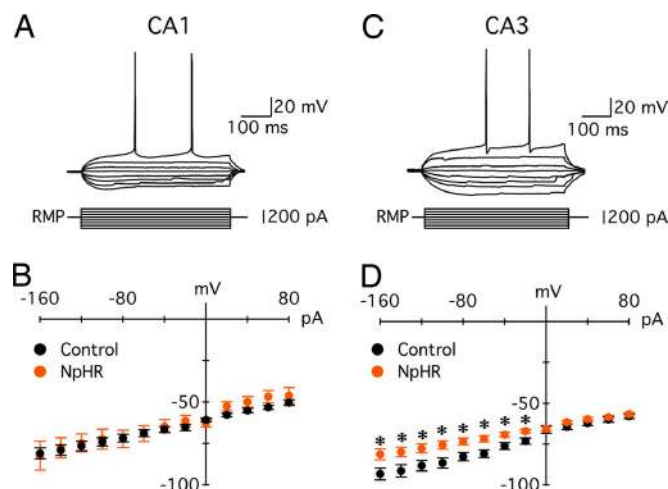 A
CA1
20 mV
100 ms
RMP
200 pA
C
CA3
20 mV
100 ms
RMP
200 pA
B
mV
-160
-80
80
pA
Control
NpHR
-50
-100
D
mV
-160
-80
80
pA
Control
NpHR
-50
* * * * * * * *
-100